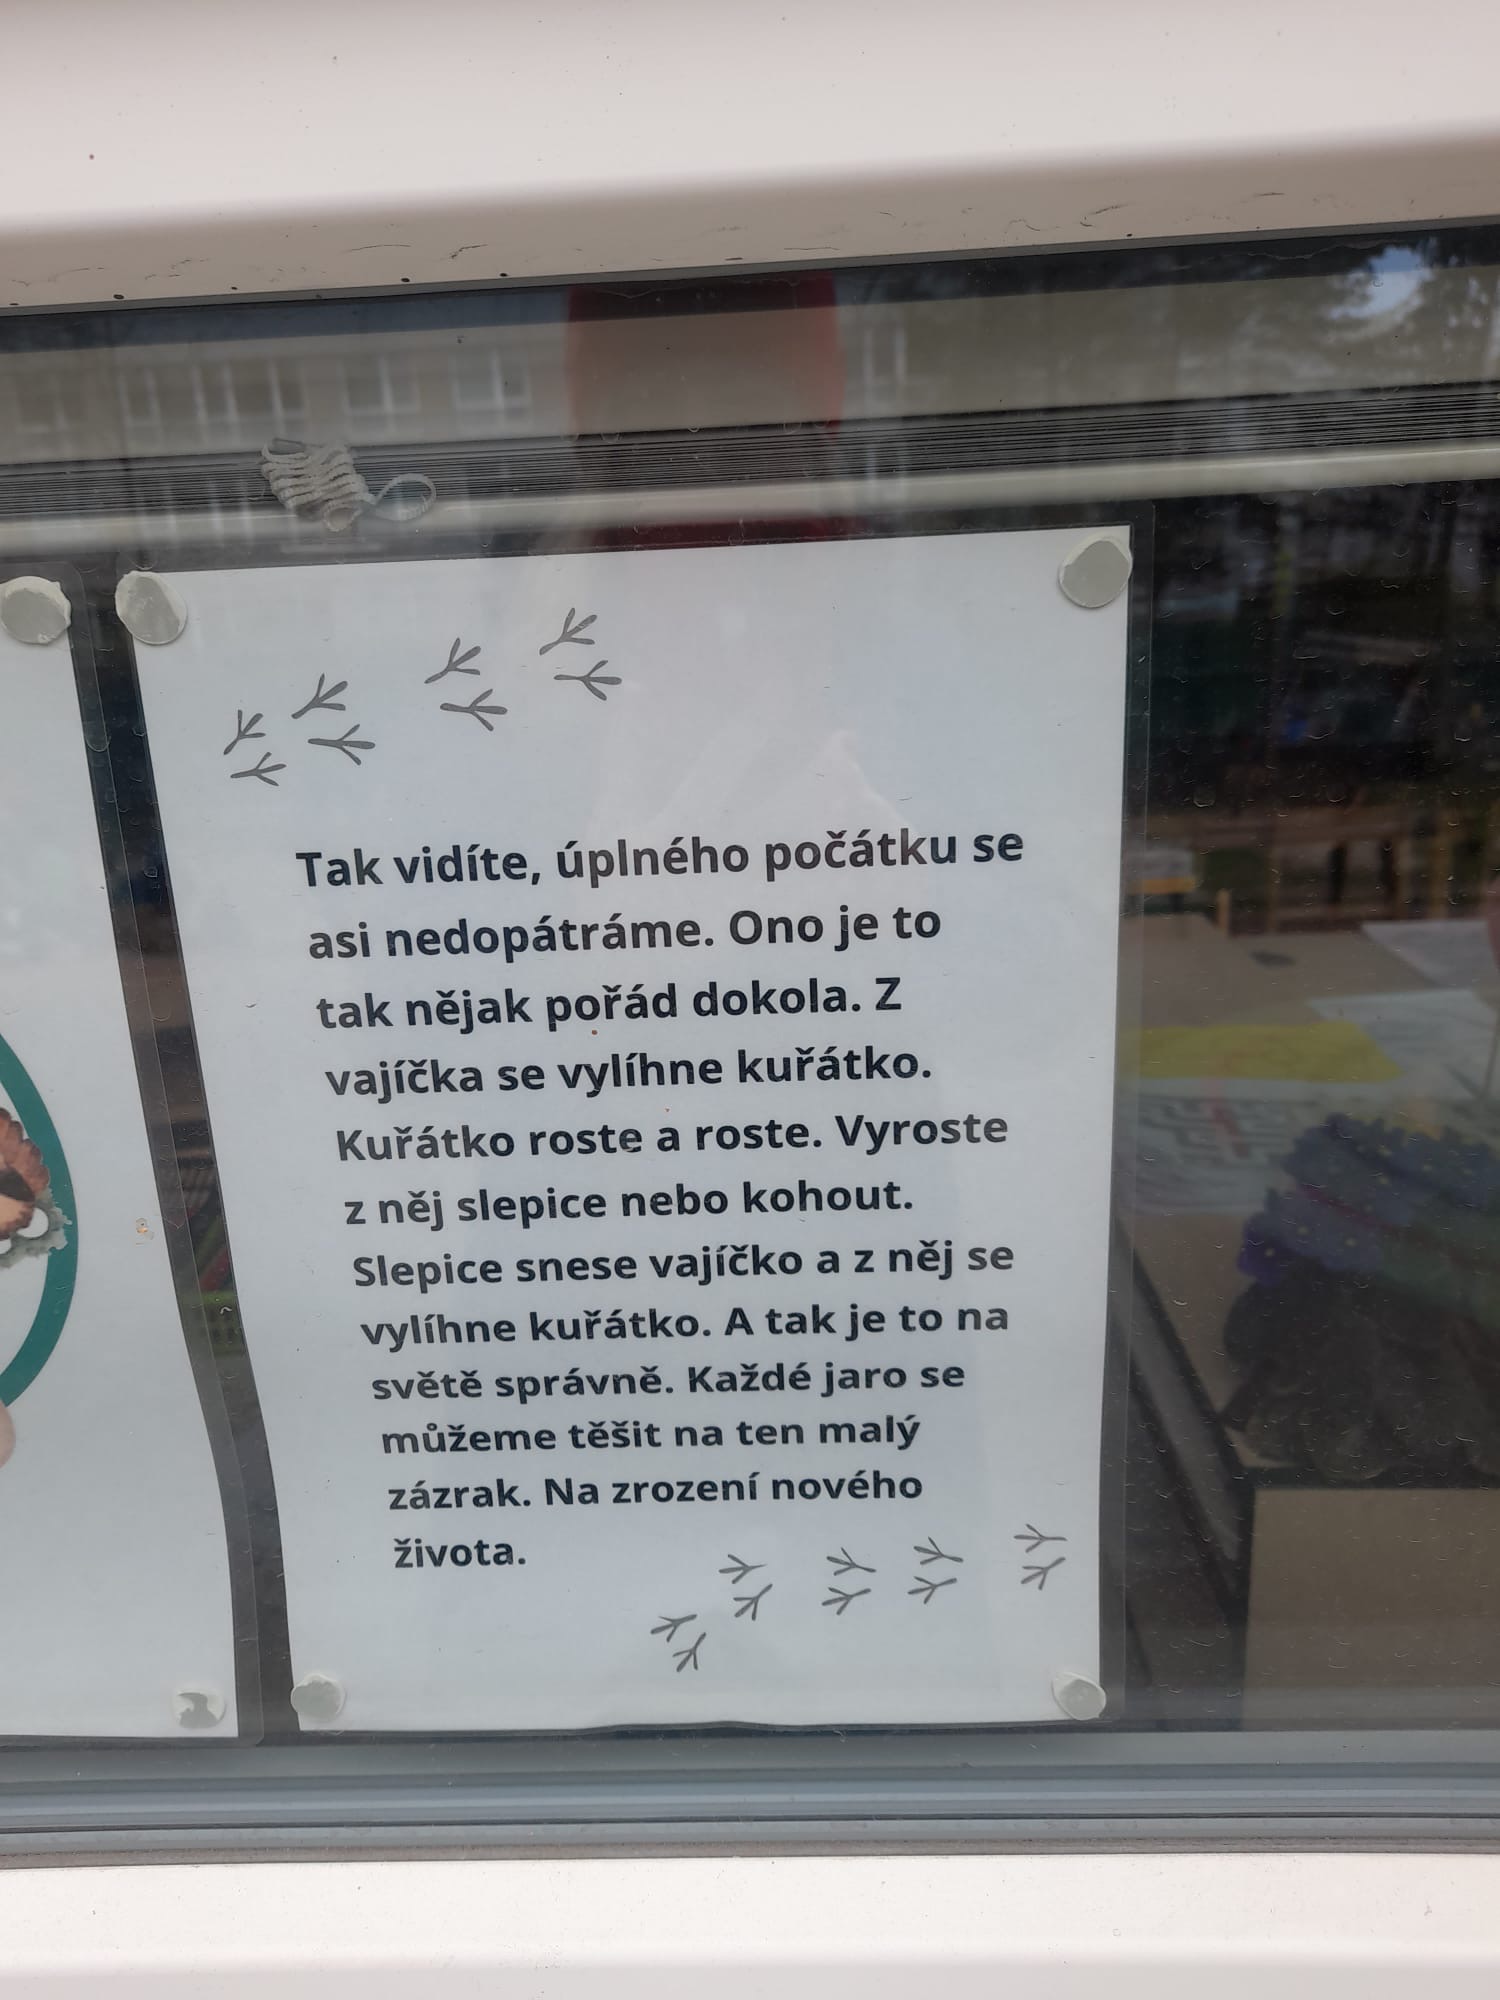 Tak vidíte, úplného počátku se
asi nedopátráme. Ono je to
tak nějak pořád dokola. Z
vajíčka se vylíhne kuřátko.
Kuřátko roste a roste. Vyroste
z něj slepice nebo kohout.
Slepice snese vajíčko a z něj se
vylíhne kuřátko. A tak je to na
světě správně. Každé jaro se
můžeme těšit na ten malý
zázrak. Na zrození nového
života.